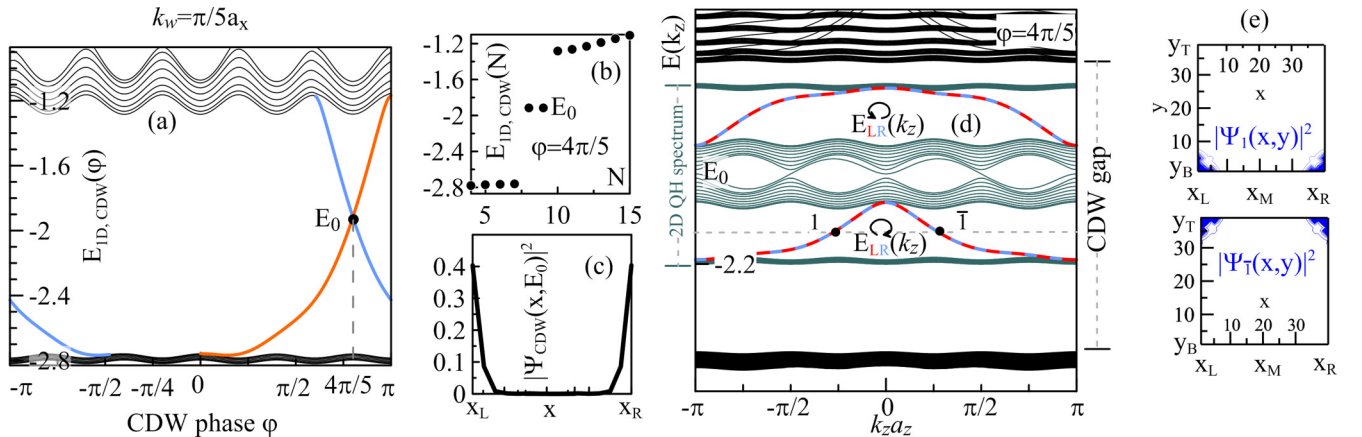 k_w=π/5a_x
E_1D, CDW(φ)
-1.2
-1.6
-2
-2.4
-2.8
(a)
E_0
-π
-π/2
-π/4
0
π/2
4π/5
π
CDW phase φ
E_1D, CDW(N)
-1.2
-1.6
-2
-2.4
-2.8
(b)
E_0
φ=4π/5
N
5
10
15
|Ψ_CDW(x,E_0)|^2
0.4
0.3
0.2
0.1
0
(c)
x_L
x
x_R
E(k_z)
φ=4π/5
2D QH spectrum
E_LR(k_z)
(d)
E_0
1
1̄
E_LR(k_z)
-2.2
CDW gap
-π
-π/2
0
π/2
π
k_za_z
(e)
y_T
30
20
10
y_B
y
10 20 30
x
|Ψ_1(x,y)|^2
x_L
x_M
x_R
y_T
30
20
10
y_B
|Ψ_1̄(x,y)|^2
x
10 20 30
x_L
x_M
x_R